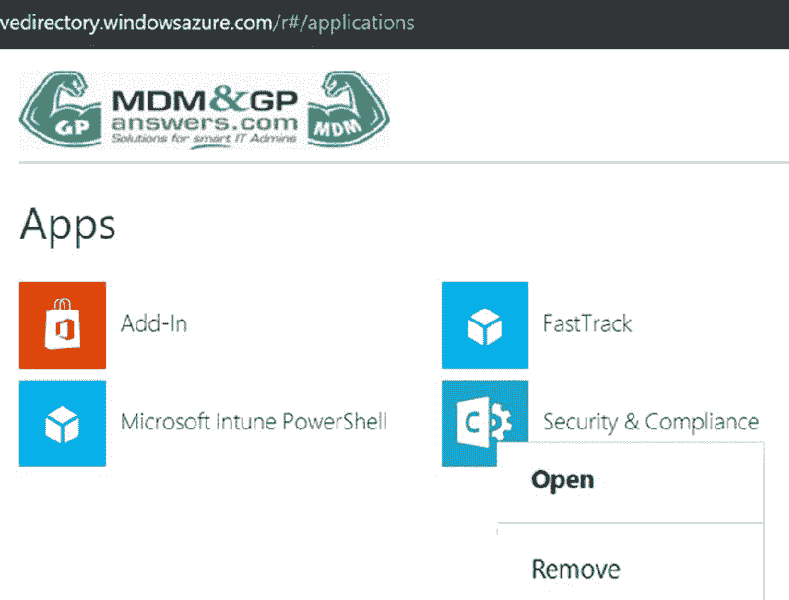 vedirectory.windowsazure.com/r#/applications
GP
MDM&GP
answers.com
Solutions for smart IT Admins
MDM
Apps
Add-In
FastTrack
Microsoft Intune PowerShell
C
Security & Compliance
Open
Remove